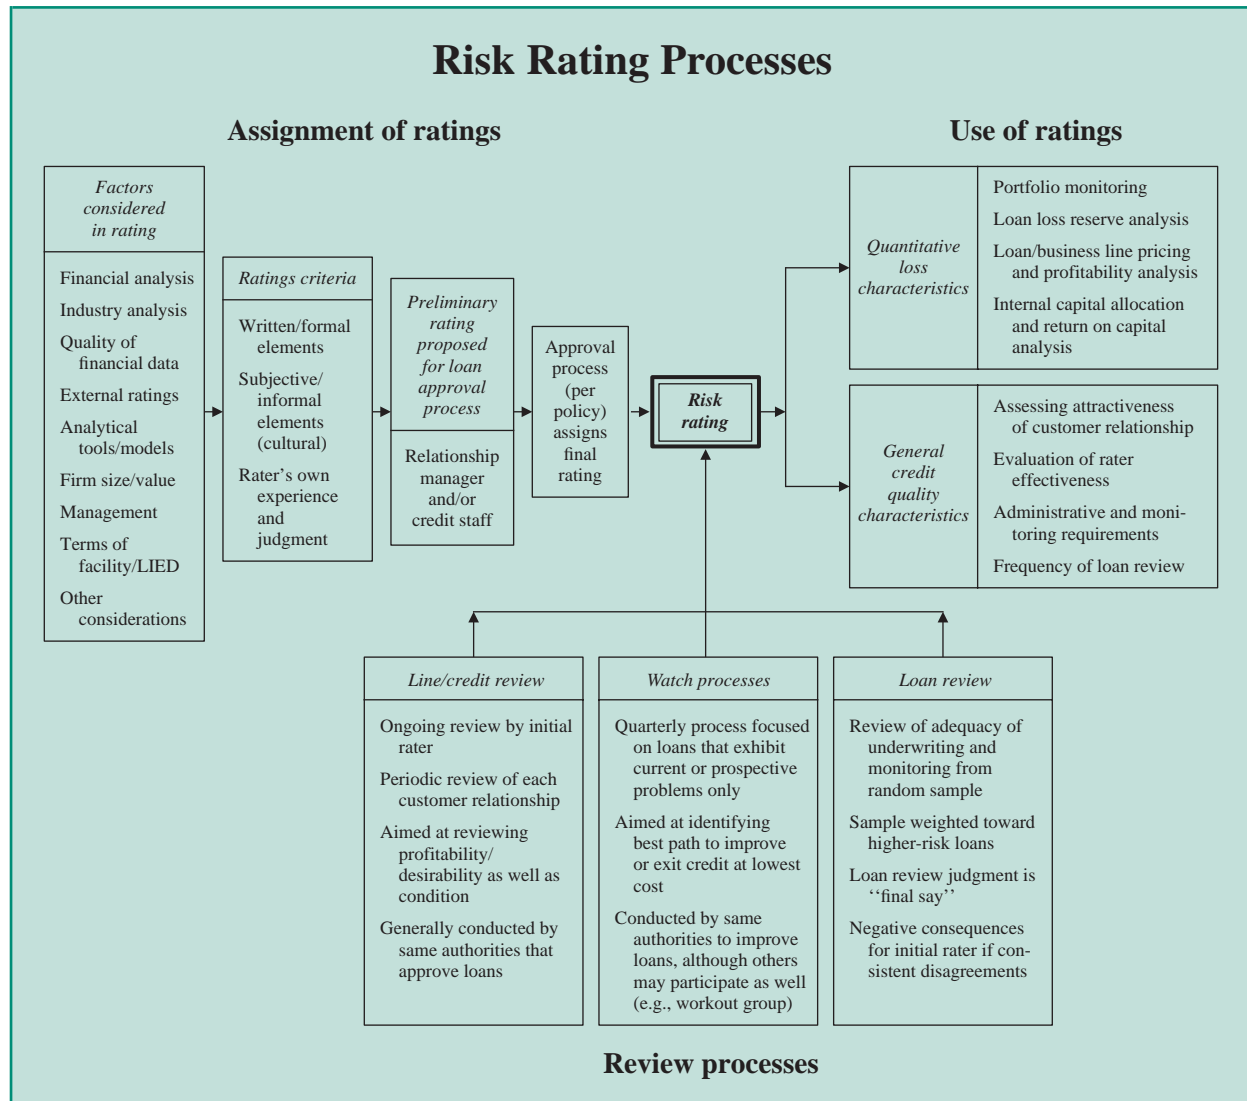 Risk Rating Processes
Assignment of ratings
Factors
considered
in rating
Financial analysis
Industry analysis
Quality of
financial data
External ratings
Analytical
tools/models
Firm size/value
Management
Terms of
facility/LIED
Other
considerations
Ratings criteria
Written/formal
elements
Subjective/
informal
elements
(cultural)
Rater’s own
experience
and
judgment
Preliminary
rating
proposed
for loan
approval
process
Relationship
manager
and/or
credit staff
Approval
process
(per
policy)
assigns
final
rating
Risk
rating
Use of ratings
Quantitative
loss
characteristics
Portfolio monitoring
Loan loss reserve analysis
Loan/business line pricing
and profitability analysis
Internal capital allocation
and return on capital
analysis
General
credit
quality
characteristics
Assessing attractiveness
of customer relationship
Evaluation of rater
effectiveness
Administrative and moni-
toring requirements
Frequency of loan review
Line/credit review
Ongoing review by initial
rater
Periodic review of each
customer relationship
Aimed at reviewing
profitability/
desirability as well as
condition
Generally conducted by
same authorities that
approve loans
Watch processes
Quarterly process focused
on loans that exhibit
current or prospective
problems only
Aimed at identifying
best path to improve
or exit credit at lowest
cost
Conducted by same
authorities to improve
loans, although others
may participate as well
(e.g., workout group)
Loan review
Review of adequacy of
underwriting and
monitoring from
random sample
Sample weighted toward
higher-risk loans
Loan review judgment is
‘‘final say’’
Negative consequences
for initial rater if con-
sistent disagreements
Review processes